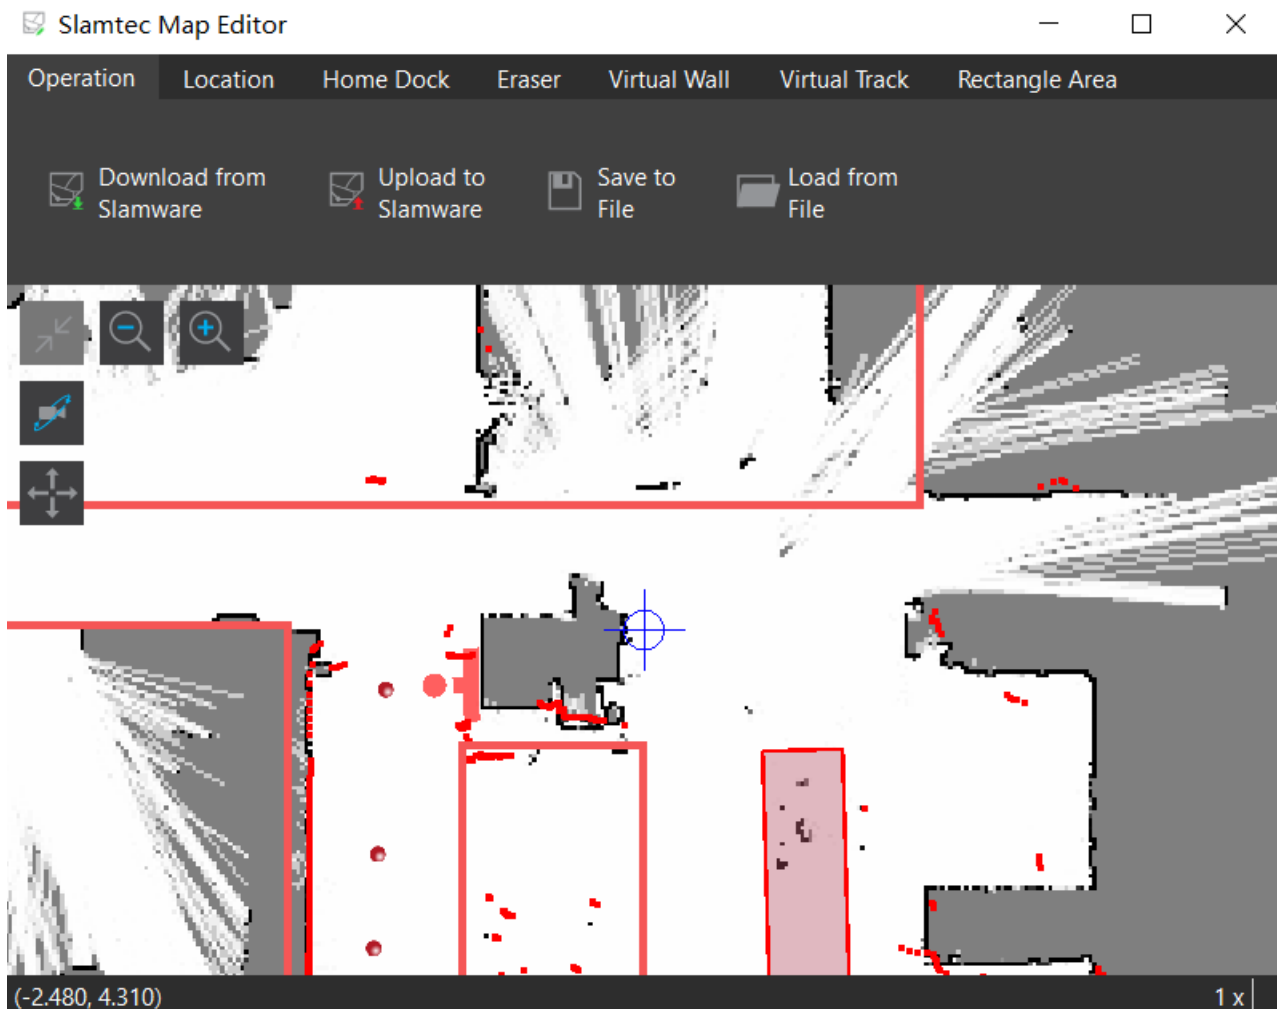 Slamtec Map Editor
Operation Location Home Dock Eraser Virtual Wall Virtual Track Rectangle Area
Download from Slamware
Upload to Slamware
Save to File
Load from File
(-2.480, 4.310)
1 x